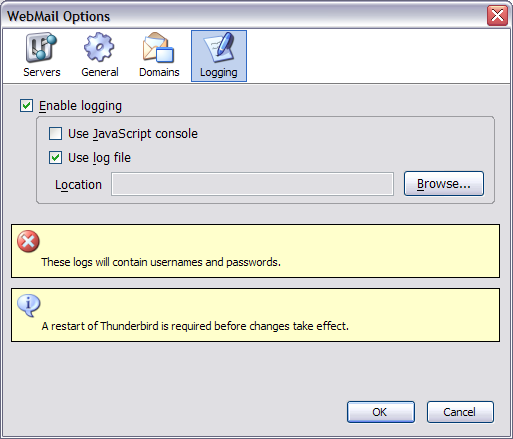 WebMail Options
Servers General Domains Logging
Enable logging
Use JavaScript console
Use log file
Location Browse...
These logs will contain usernames and passwords.
A restart of Thunderbird is required before changes take effect.
OK Cancel